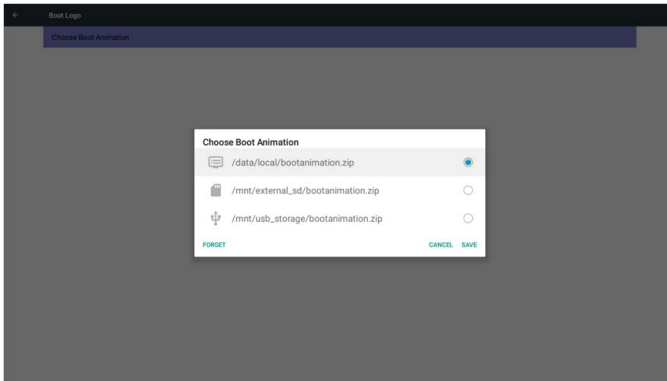 Boot Logo
Choose Boot Animation
Choose Boot Animation
/data/local/bootanimation.zip
/mnt/external_sd/bootanimation.zip
/mnt/usb_storage/bootanimation.zip
FORGET CANCEL SAVE